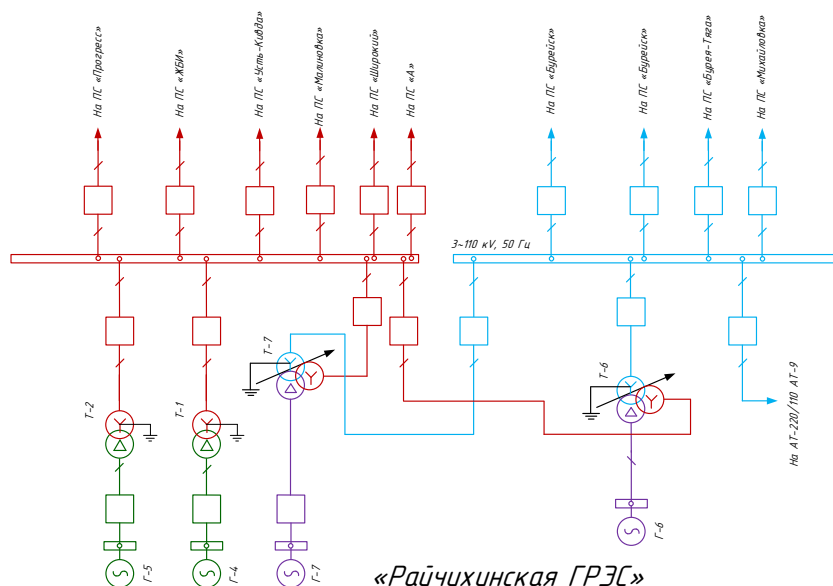 На ПС «Прогресс»
На ПС «ЖБИ»
На ПС «Усть-Кивда»
На ПС «Малиновка»
На ПС «Широкий»
На ПС «А»
На ПС «Бурейск»
На ПС «Бурейск»
На ПС «Бурея-Тяга»
На ПС «Михайловка»
3~110 kV, 50 Гц
Т-7
Т-6
Т-2
Т-1
На АТ-220/110 АТ-9
Г-5
Г-4
Г-7
Г-6
«Райчихинская ГРЭС»